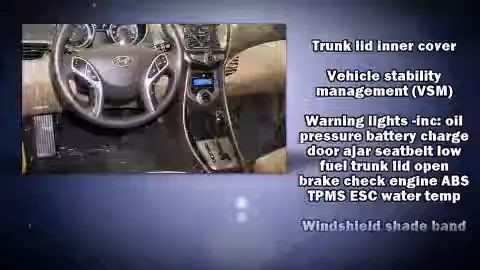 Trunk lid inner cover
Vehicle stability
management (VSM)
Warning lights -inc: oil
pressure battery charge
door ajar seatbelt low
fuel trunk lid open
brake check engine ABS
TPMS ESC water temp
Windshield shade band